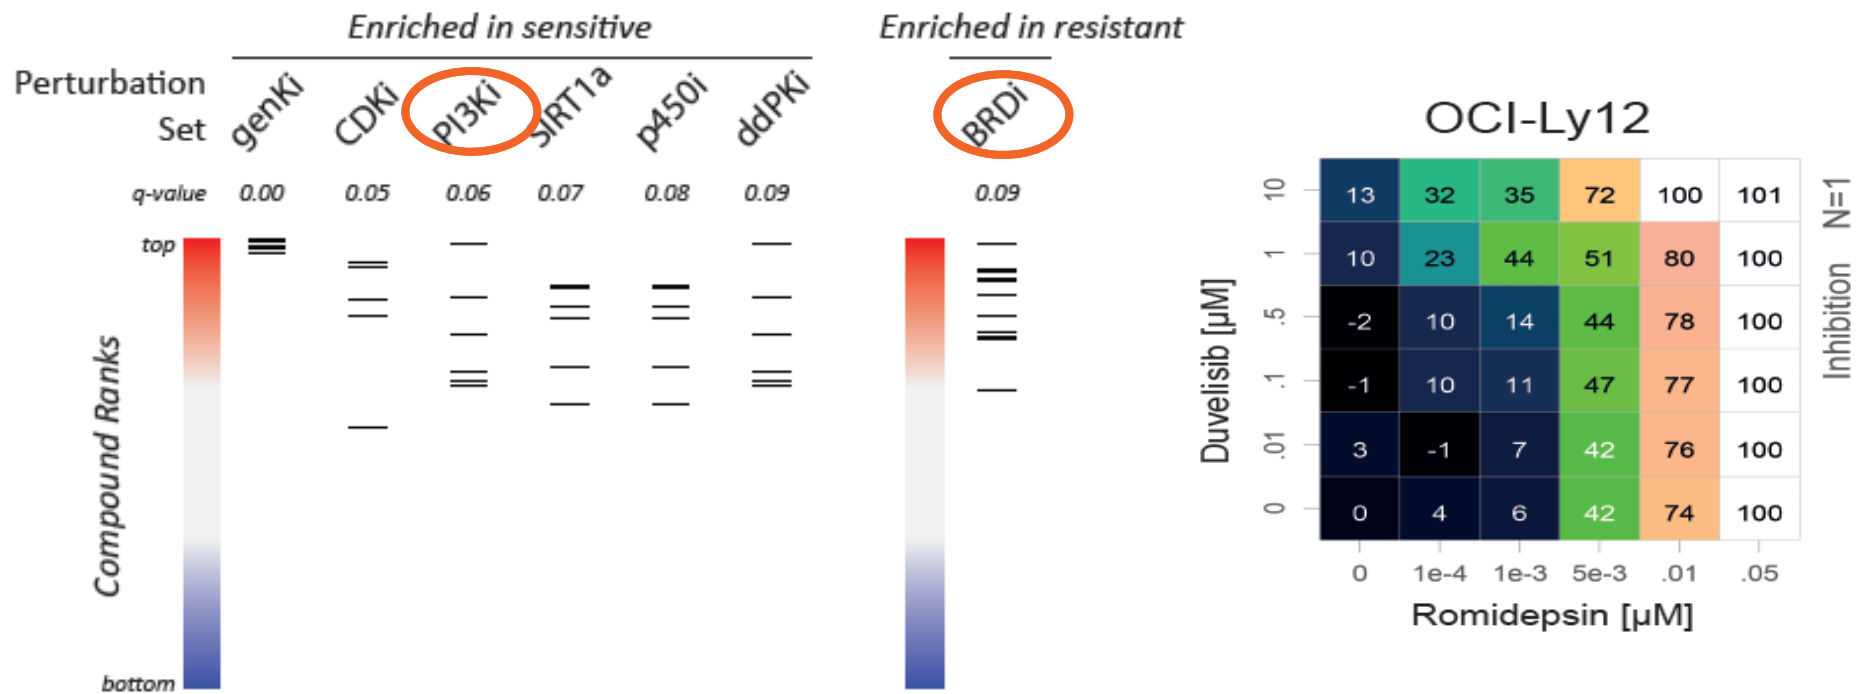 Enriched in sensitive
Enriched in resistant
Perturbation Set
genKi CDKi PI3Ki SIRT1a p450i ddPKi BRDi
q-value 0.00 0.05 0.06 0.07 0.08 0.09 0.09
top
Compound Ranks
bottom
OCI-Ly12
Duvelisib [µM]
10 13 32 35 72 100 101
1 10 23 44 51 80 100
.5 -2 10 14 44 78 100
.1 -1 10 11 47 77 100
.01 3 -1 7 42 76 100
0 0 4 6 42 74 100
0 1e-4 1e-3 5e-3 .01 .05
Romidepsin [µM]
Inhibition N=1